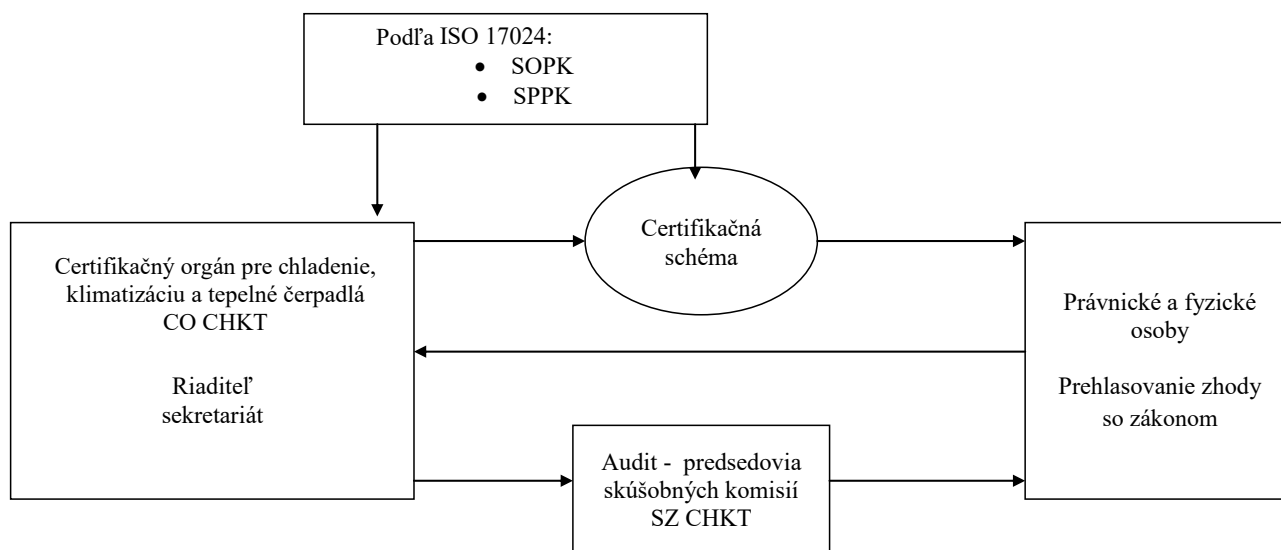 Podľa ISO 17024:
• SOPK
• SPPK
Certifikačná
schéma
Certifikačný orgán pre chladenie,
klimatizáciu a tepelné čerpadlá
CO CHKT
Riaditeľ
sekretariát
Právnické a fyzické
osoby
Prehlasovanie zhody
so zákonom
Audit - predsedovia
skúšobných komisií
SZ CHKT